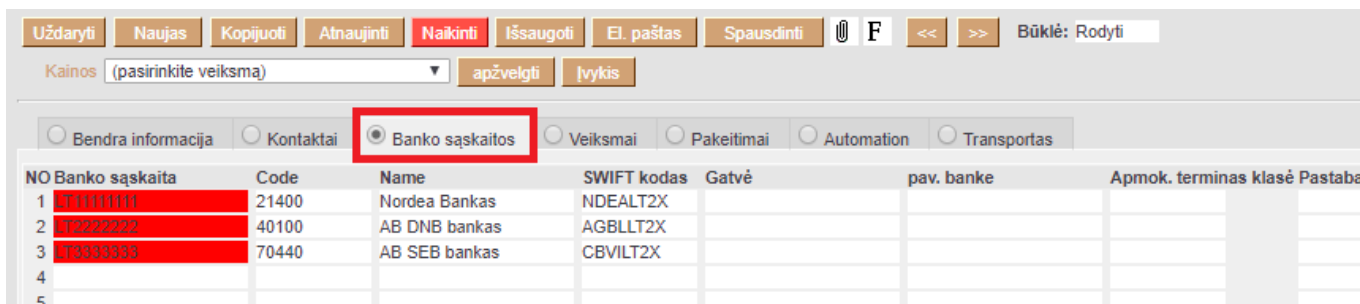 Uždaryti Naujas Kopijuoti Atnaujinti Naikinti Išsaugoti El. paštas Spausdinti F << >> Būklė: Rodyti
Kainos (pasirinkite veiksmą) apžvelgti Įvykis
Bendra informacija Kontaktai Banko sąskaitos Veiksmai Pakeitimai Automation Transportas
NO Banko sąskaita Code Name SWIFT kodas Gatvė pav. banke Apmok. terminas klasė Pastaba
1 LT11111111 21400 Nordea Bankas NDEALT2X
2 LT2222222 40100 AB DNB bankas AGBLLT2X
3 LT3333333 70440 AB SEB bankas CBVILT2X
4
5